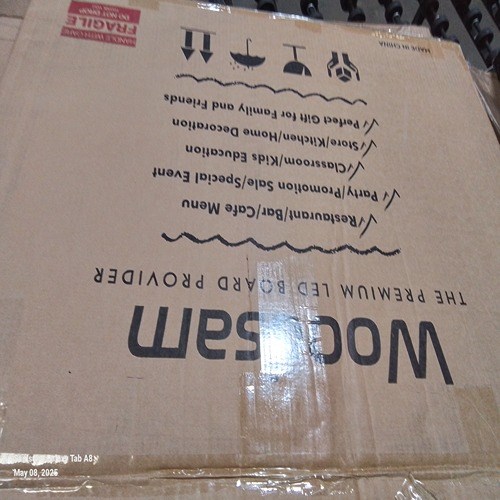 Woodsam
THE PREMIUM LED BOARD PROVIDER
Restaurant/Bar/Cafe Menu
Party/Promotion Sale/Special Event
Classroom/Kids Education
Store/Kitchen/Home Decoration
Perfect Gift for Family and Friends
MADE IN CHINA
DO NOT DROP
FRAGILE
HANDLE WITH CARE
Tab A8
May 08, 2025